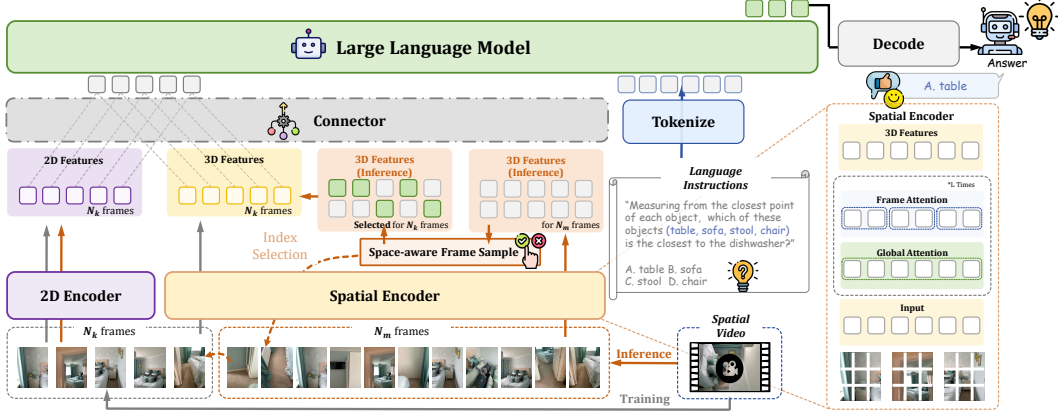 Large Language Model
Decode
Answer
A. table
Connector
Tokenize
2D Features
N_k frames
3D Features
N_k frames
3D Features
(Inference)
Selected for N_k frames
3D Features
(Inference)
for N_m frames
Index
Selection
Space-aware Frame Sample
Language
Instructions
“Measuring from the closest point
of each object, which of these
objects (table, sofa, stool, chair)
is the closest to the dishwasher?”
A. table B. sofa
C. stool D. chair
2D Encoder
Spatial Encoder
N_k frames
N_m frames
Inference
Training
Spatial
Video
Spatial Encoder
3D Features
*L Times
Frame Attention
Global Attention
Input